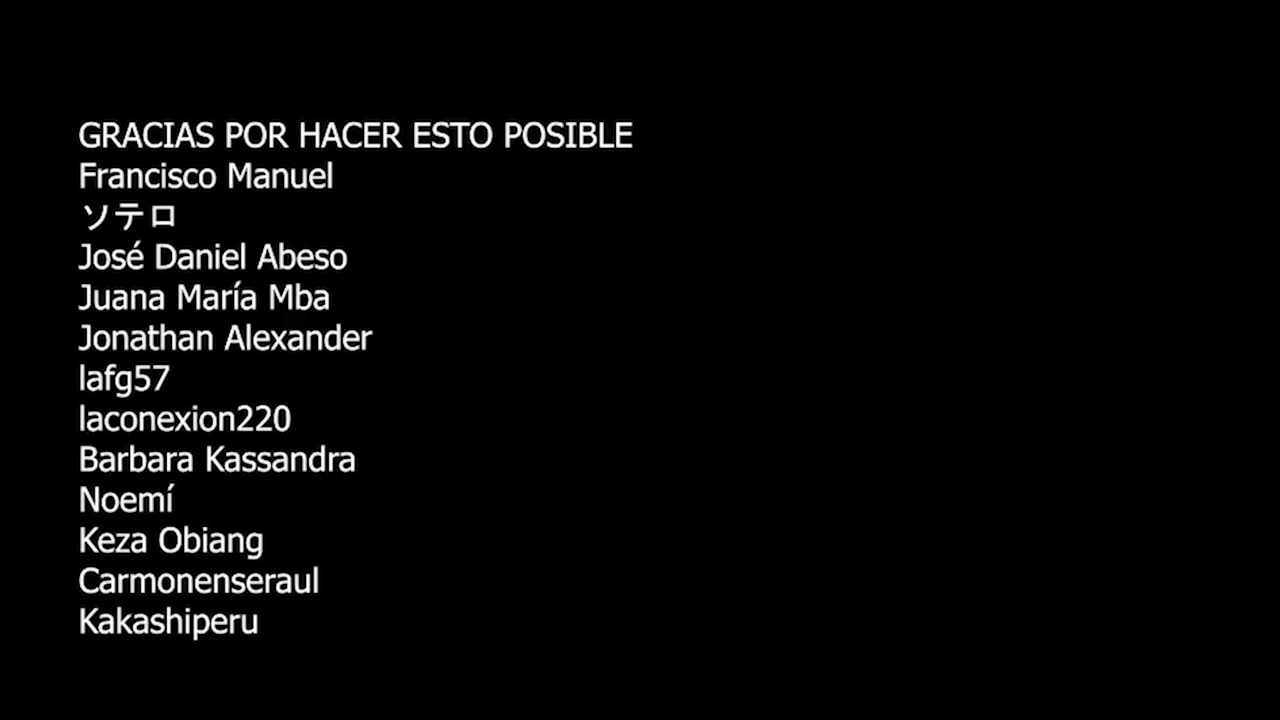 GRACIAS POR HACER ESTO POSIBLE
Francisco Manuel
ソテロ
José Daniel Abeso
Juana María Mba
Jonathan Alexander
lafg57
laconexion220
Barbara Kassandra
Noemí
Keza Obiang
Carmonenseraul
Kakashiperu